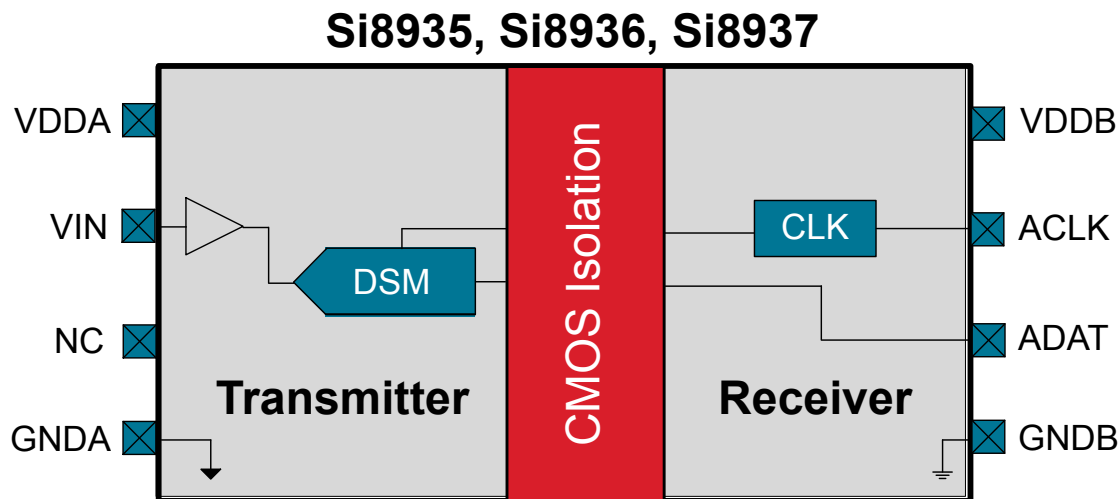 Si8935, Si8936, Si8937
VDDA
VIN
NC
GNDA
DSM
Transmitter
CMOS Isolation
CLK
Receiver
VDDB
ACLK
ADAT
GNDB